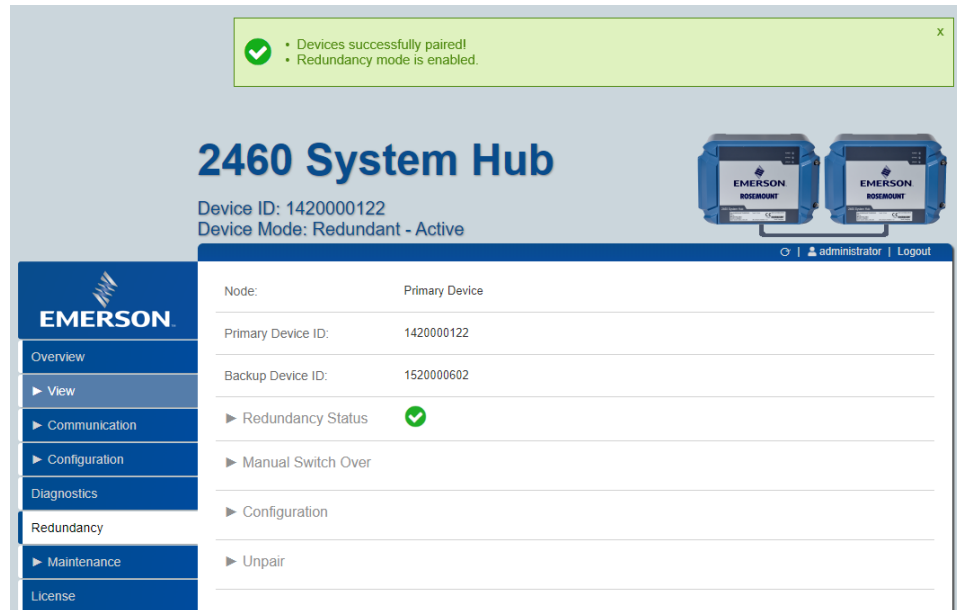 • Devices successfully paired!
• Redundancy mode is enabled.
x
2460 System Hub
Device ID: 1420000122
Device Mode: Redundant - Active
EMERSON.
ROSEMOUNT
EMERSON.
ROSEMOUNT
administrator | Logout
EMERSON.
Node: Primary Device
Primary Device ID: 1420000122
Backup Device ID: 1520000602
► Redundancy Status
► Manual Switch Over
► Configuration
► Unpair
Overview
► View
► Communication
► Configuration
Diagnostics
Redundancy
► Maintenance
License